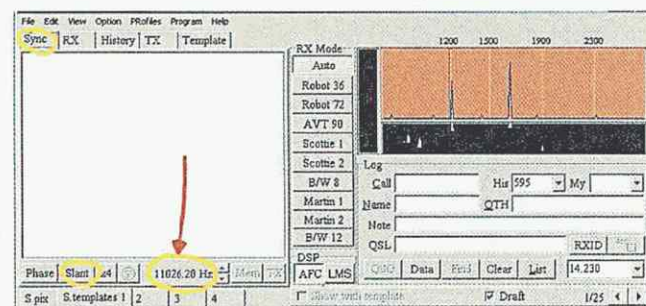 File Edit View Option PRofiles Program Help
Sync RX History TX Template
RX Mode
Auto
Robot 36
Robot 72
AVT 90
Scottie 1
Scottie 2
B/W 8
Martin 1
Martin 2
B/W 12
DSP
AFC LMS
1200 1500 1900 2300
Log
Call His 595 My
Name QTH
Note
QSL RXID
QSO Data Find Clear List 14.230
Phase Slant 11026.20 Hz Mem TX
S.pix S.templates 1 2 3 4
Show with template Draft 1/25